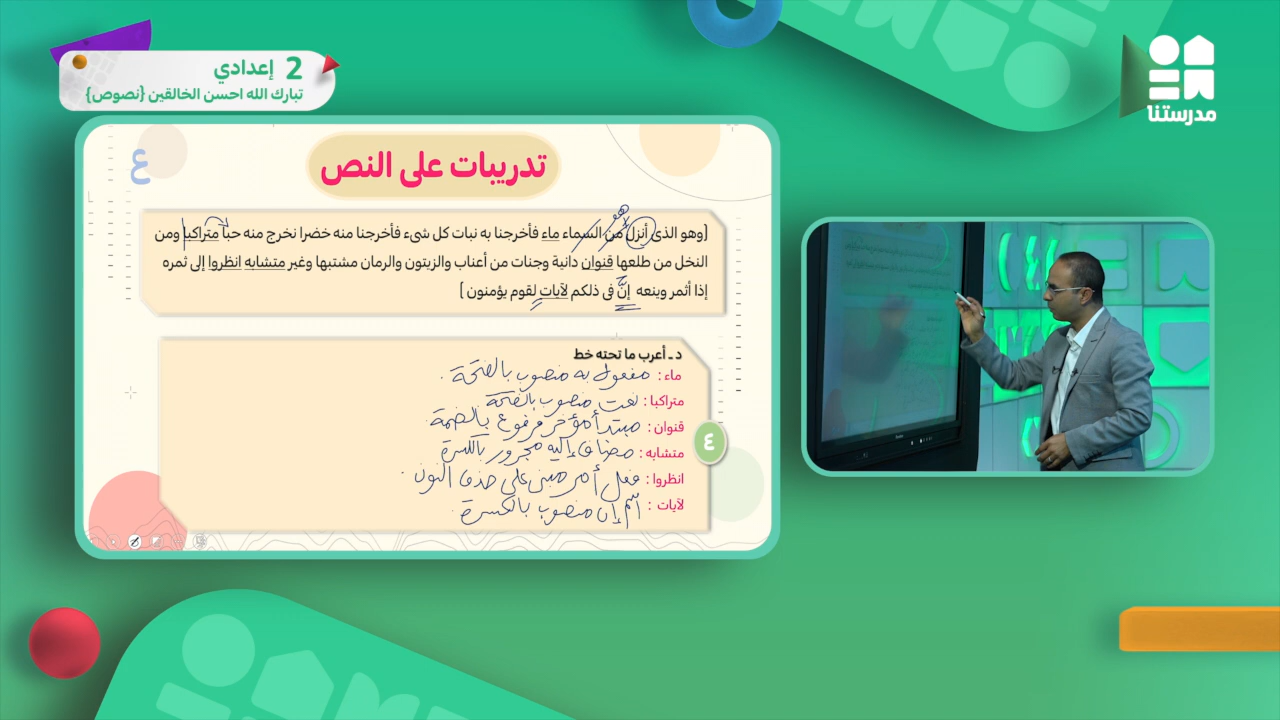 2 إعدادي
تبارك الله احسن الخالقين {نصوص}
مدرستنا
ع
تدريبات على النص
هو
(وهو الذى أنزل من السماء ماء فأخرجنا به نبات كل شىء فأخرجنا منه خضرا نخرج منه حبا متراكبا ومن
النخل من طلعها قنوان دانية وجنات من أعناب والزيتون والرمان مشتبها وغير متشابه انظروا إلى ثمره
إذا أثمر وينعه إنَّ فى ذلكم لآياتٍ لقوم يؤمنون ]
د ـ أعرب ما تحته خط
ماء : مفعول به منصوب بالفتحة .
متراكبا : نعت منصوب بالفتحة
قنوان : مبتدأ مؤخر مرفوع بالضمة
متشابه : مضاف إليه مجرور بالكسرة
انظروا : فعل أمر مبنى على حذف النون .
لآيات : اسم إن منصوب بالكسرة .
٤